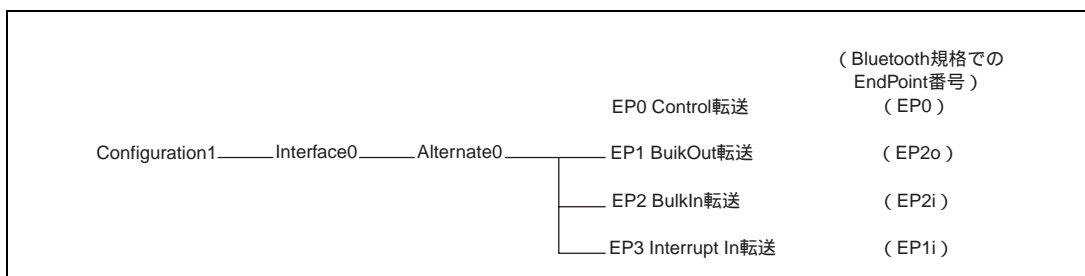 （Bluetooth規格での
EndPoint番号）
EP0 Control転送 （EP0）
Configuration1 Interface0 Alternate0 EP1 BuikOut転送 （EP2o）
EP2 BulkIn転送 （EP2i）
EP3 Interrupt In転送 （EP1i）